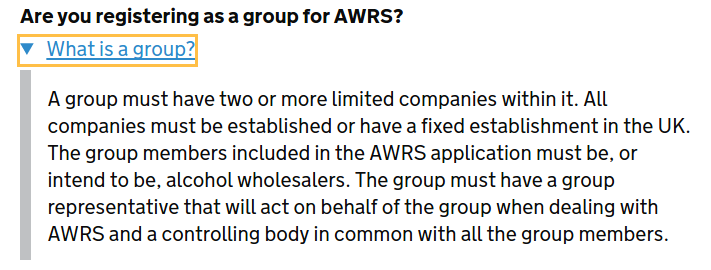 Are you registering as a group for AWRS?
What is a group?
A group must have two or more limited companies within it. All
companies must be established or have a fixed establishment in the UK.
The group members included in the AWRS application must be, or
intend to be, alcohol wholesalers. The group must have a group
representative that will act on behalf of the group when dealing with
AWRS and a controlling body in common with all the group members.